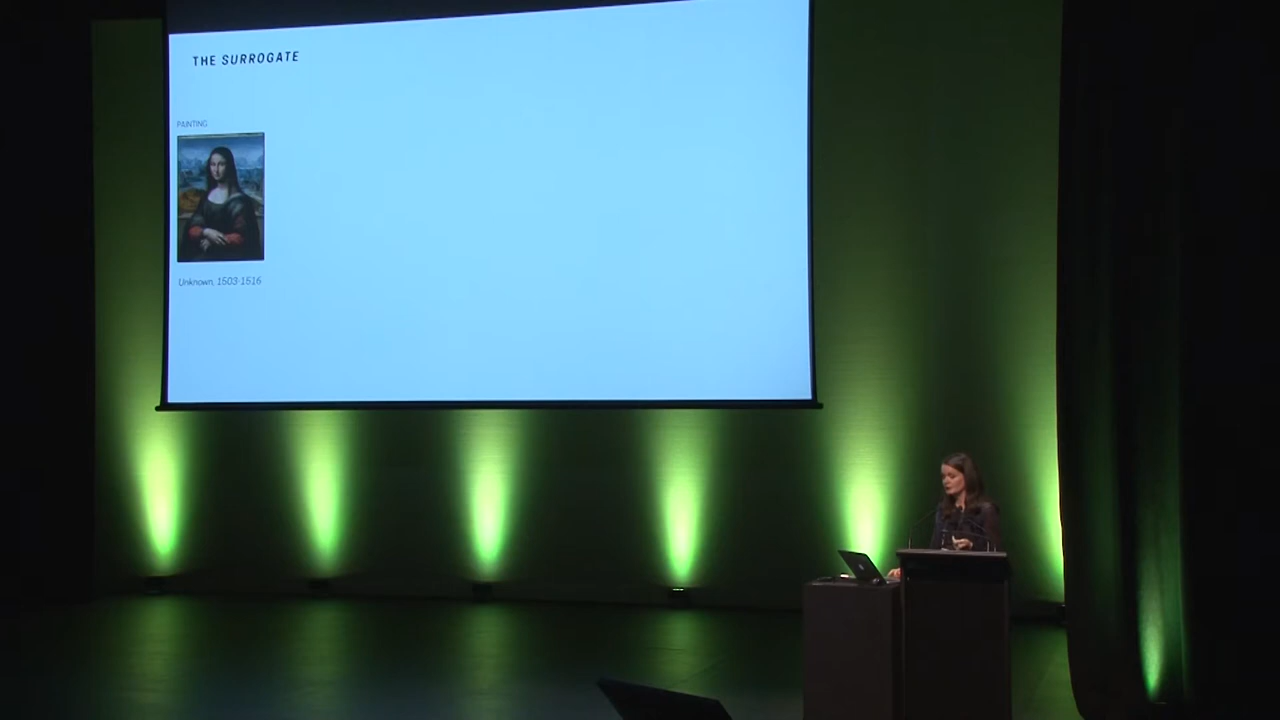 THE SURROGATE
PAINTING
Unknown, 1503-1516